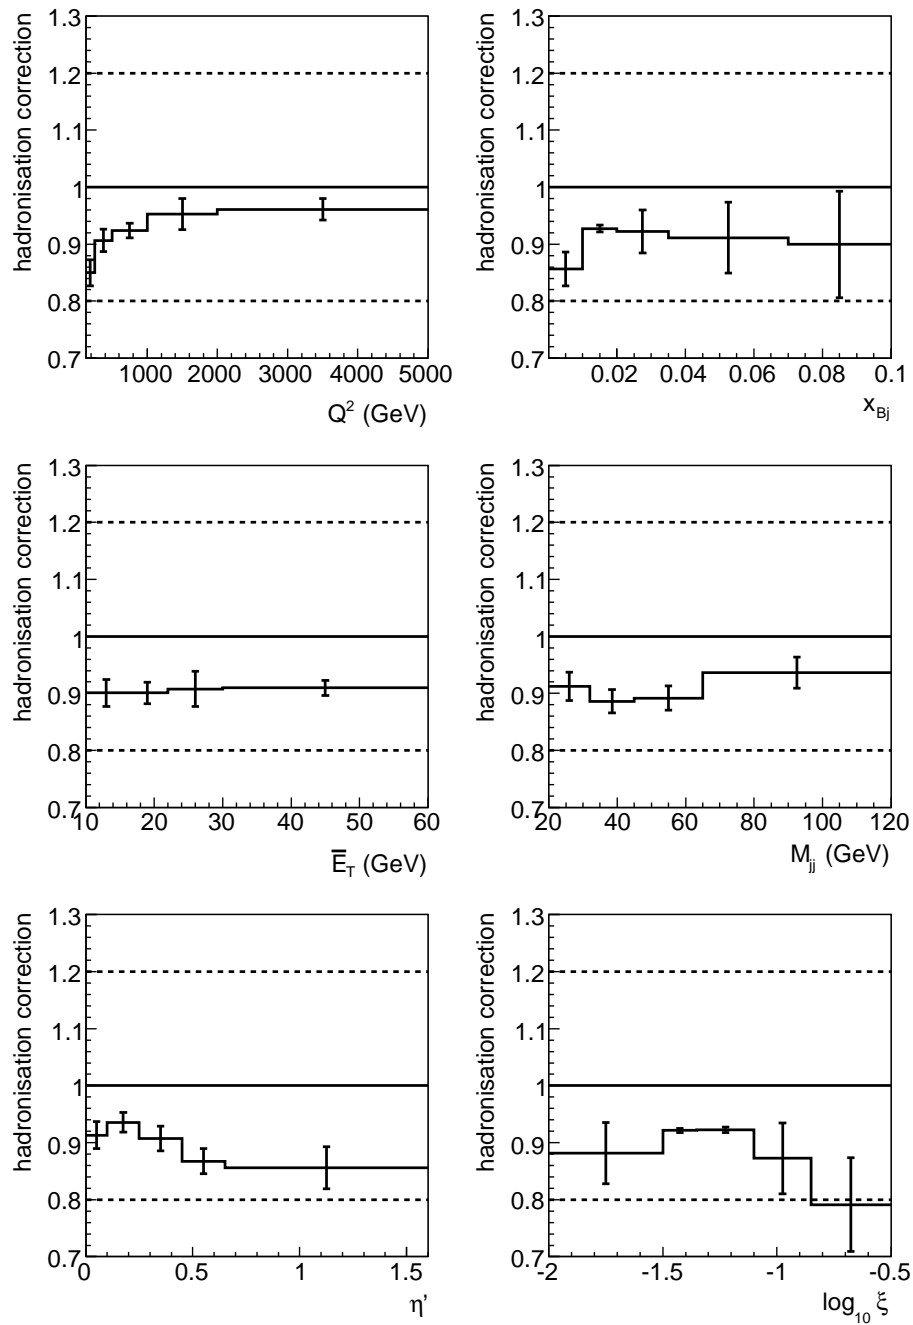 hadronisation correction
1.3
1.2
1.1
1
0.9
0.8
0.7
1000 2000 3000 4000 5000
Q² (GeV)
hadronisation correction
1.3
1.2
1.1
1
0.9
0.8
0.7
0.02 0.04 0.06 0.08 0.1
x_Bj
hadronisation correction
1.3
1.2
1.1
1
0.9
0.8
0.7
10 20 30 40 50 60
E̅_T (GeV)
hadronisation correction
1.3
1.2
1.1
1
0.9
0.8
0.7
20 40 60 80 100 120
M_jj (GeV)
hadronisation correction
1.3
1.2
1.1
1
0.9
0.8
0.7
0 0.5 1 1.5
η'
hadronisation correction
1.3
1.2
1.1
1
0.9
0.8
0.7
-2 -1.5 -1 -0.5
log₁₀ ξ